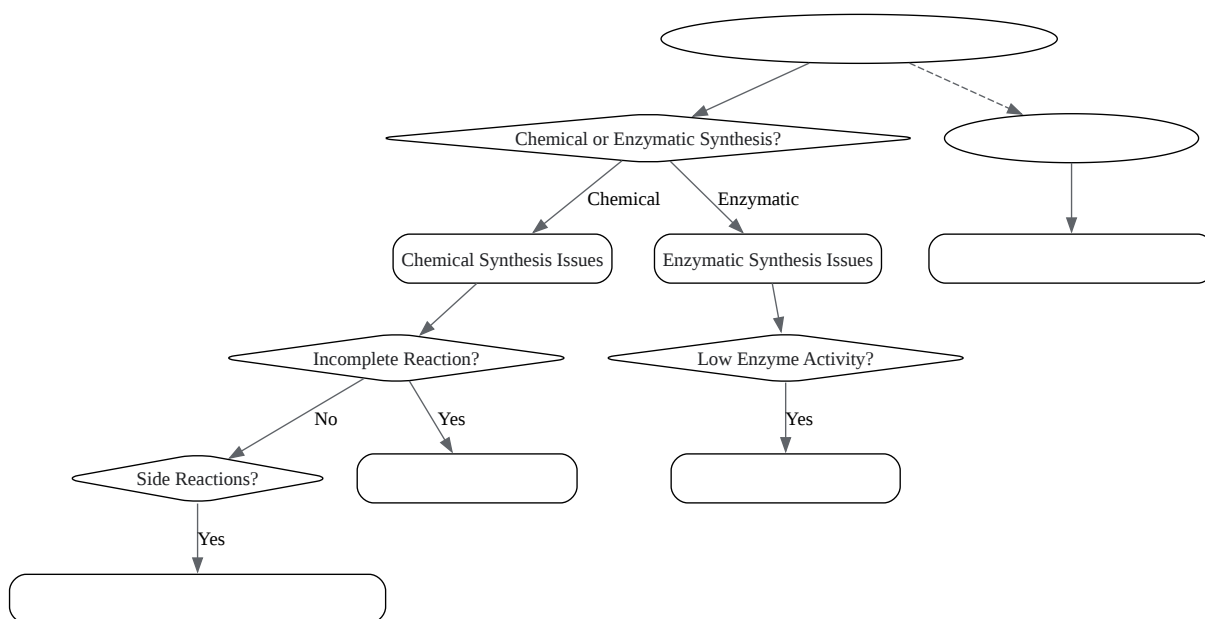 Chemical or Enzymatic Synthesis?
Chemical
Enzymatic
Chemical Synthesis Issues
Enzymatic Synthesis Issues
Incomplete Reaction?
Low Enzyme Activity?
No
Yes
Yes
Side Reactions?
Yes